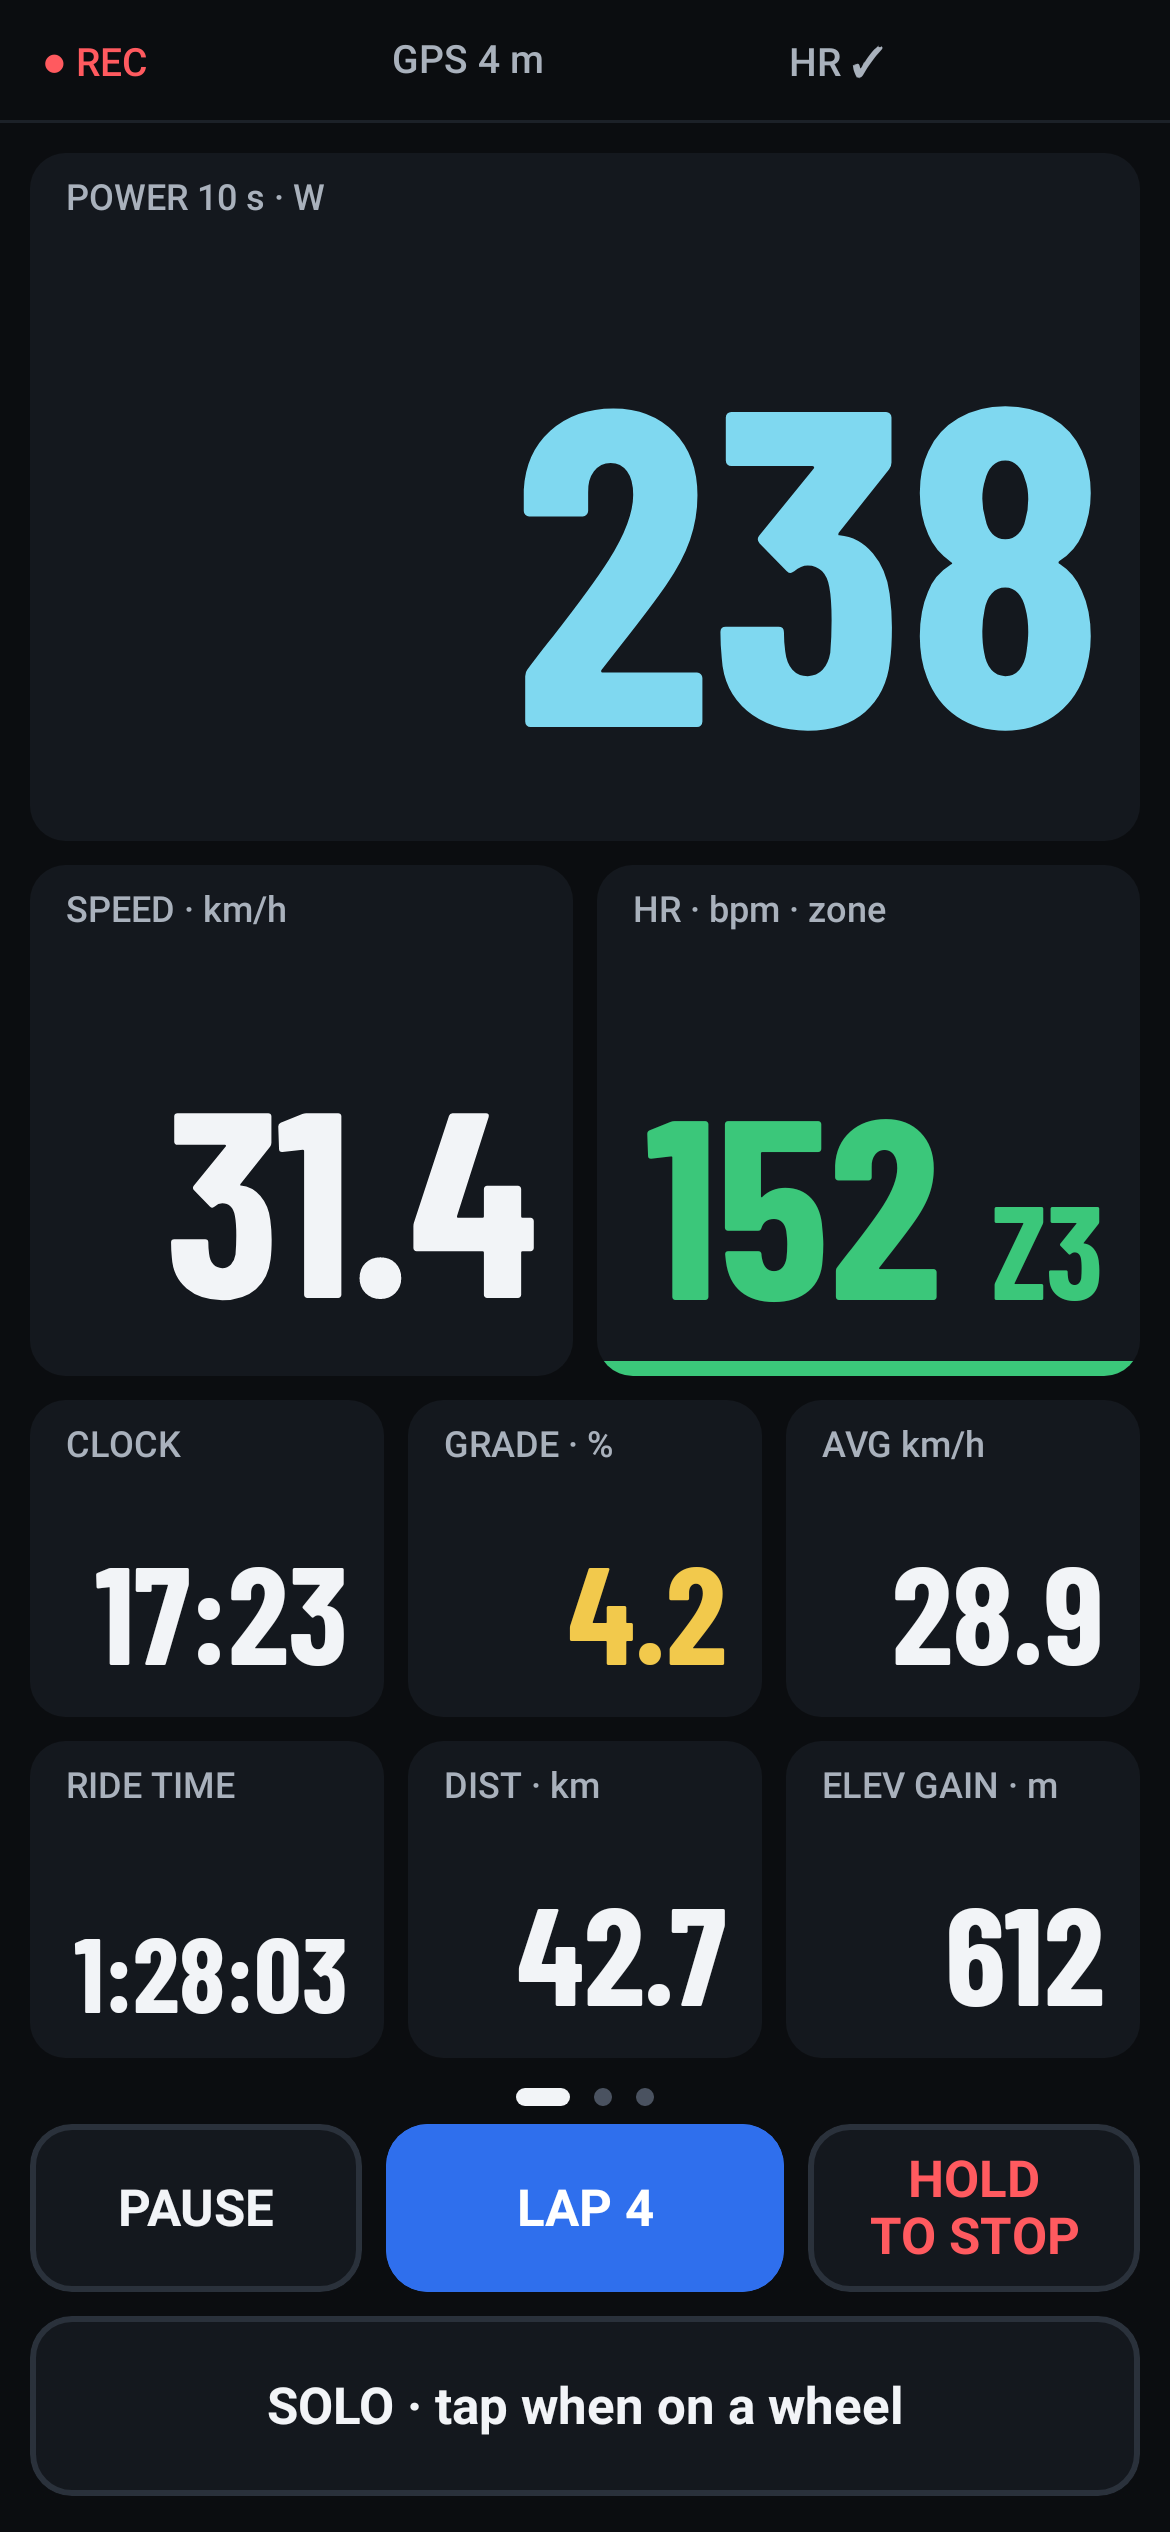 REC
GPS 4 m
HR ✓
POWER 10 s · W
238
SPEED · km/h
31.4
HR · bpm · zone
152 Z3
CLOCK
17:23
GRADE · %
4.2
AVG km/h
28.9
RIDE TIME
1:28:03
DIST · km
42.7
ELEV GAIN · m
612
PAUSE
LAP 4
HOLD
TO STOP
SOLO · tap when on a wheel